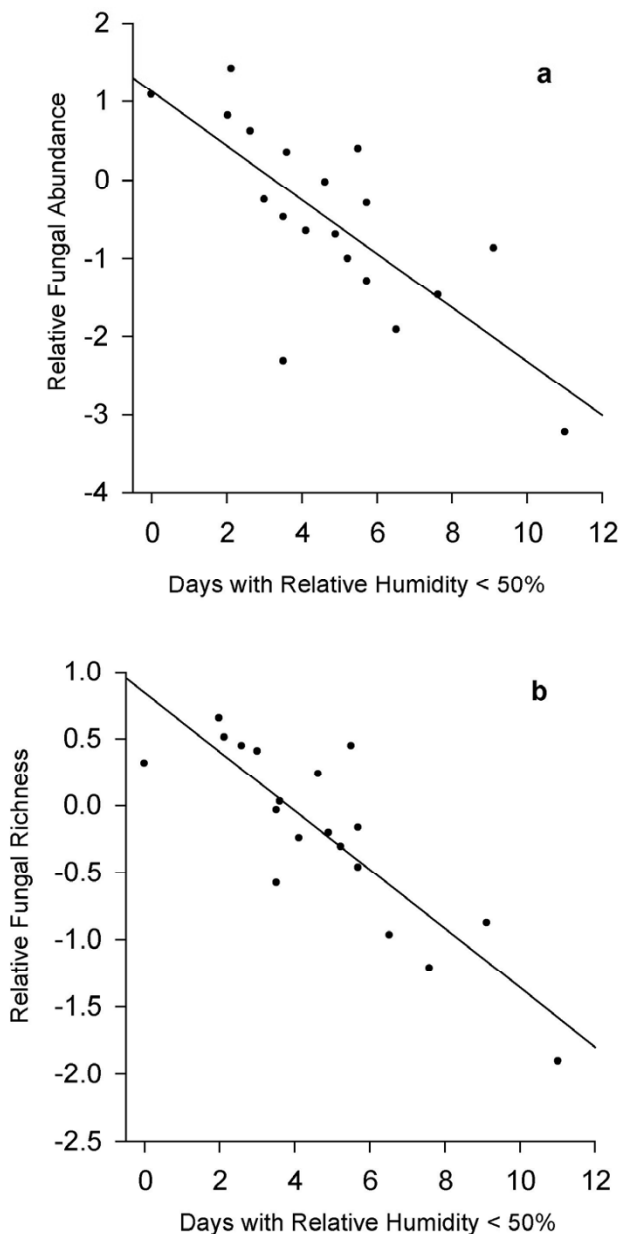 a
Relative Fungal Abundance
2
1
0
-1
-2
-3
-4
0 2 4 6 8 10 12
Days with Relative Humidity < 50%
b
Relative Fungal Richness
1.0
0.5
0.0
-0.5
-1.0
-1.5
-2.0
-2.5
0 2 4 6 8 10 12
Days with Relative Humidity < 50%